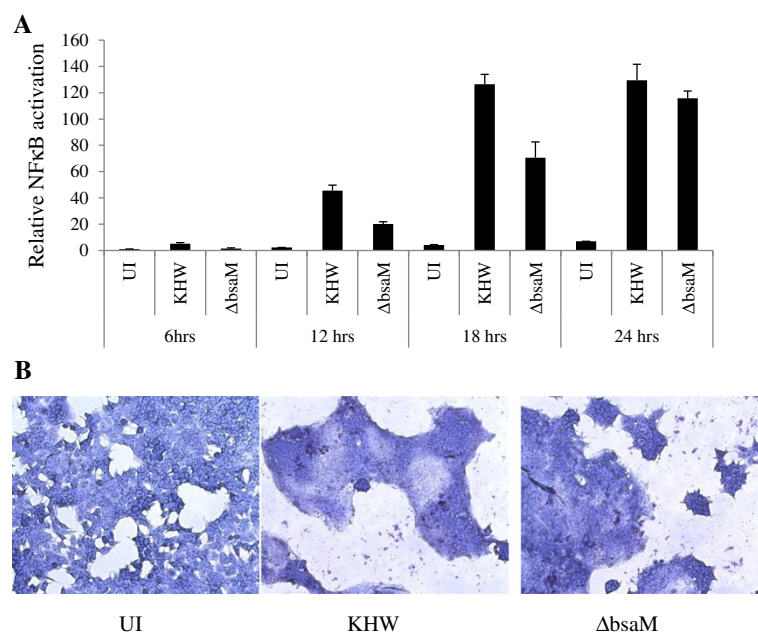 A
160
140
120
100
80
60
40
20
0
Relative NFκB activation
UI KHW ΔbsaM UI KHW ΔbsaM UI KHW ΔbsaM UI KHW ΔbsaM
6hrs 12 hrs 18 hrs 24 hrs
B
UI KHW ΔbsaM